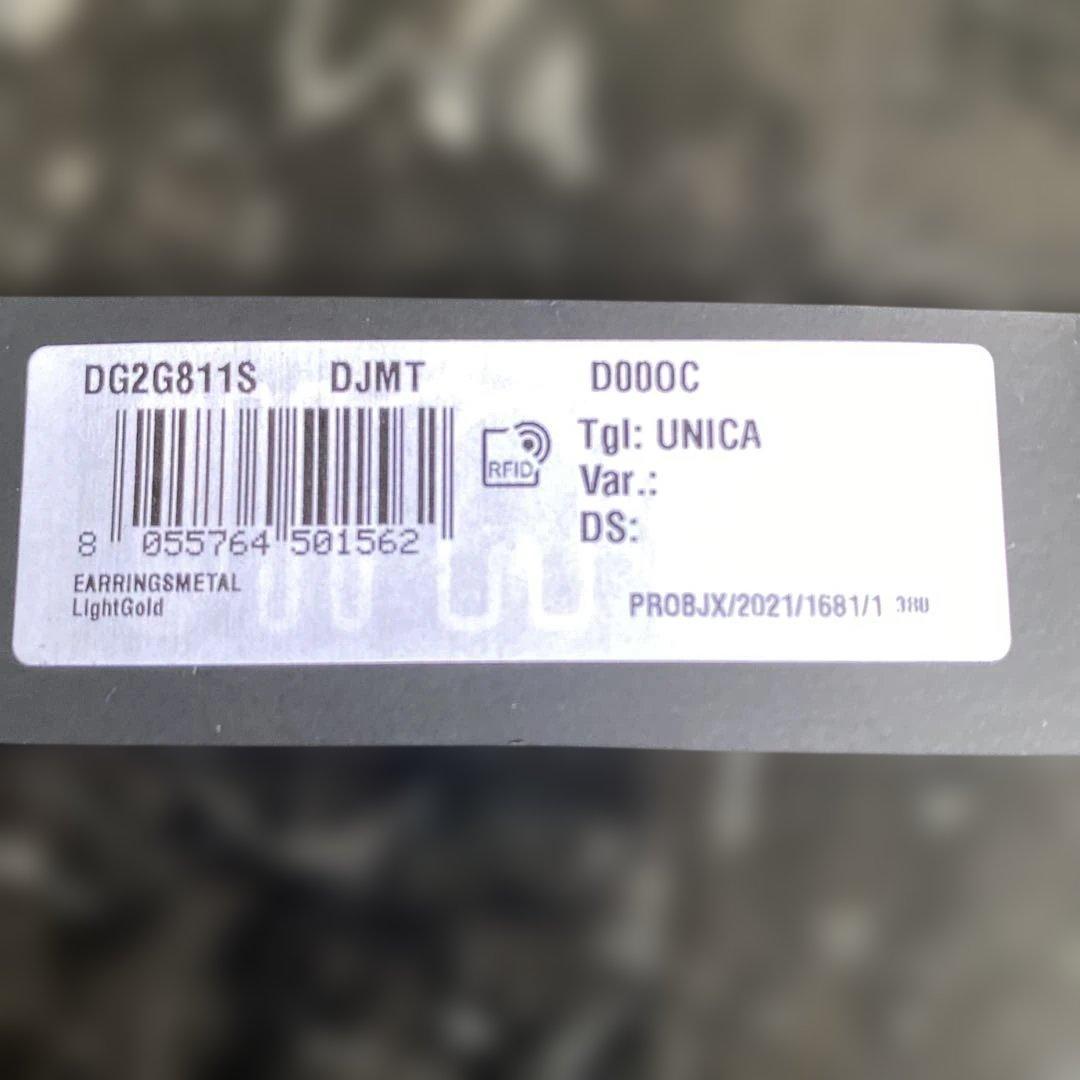 DG2G811S DJMT D000C
RFID
Tgl: UNICA
Var.:
DS:
8 055764 501562
EARRINGSMETAL
LightGold
PROBJX/2021/1681/1 380